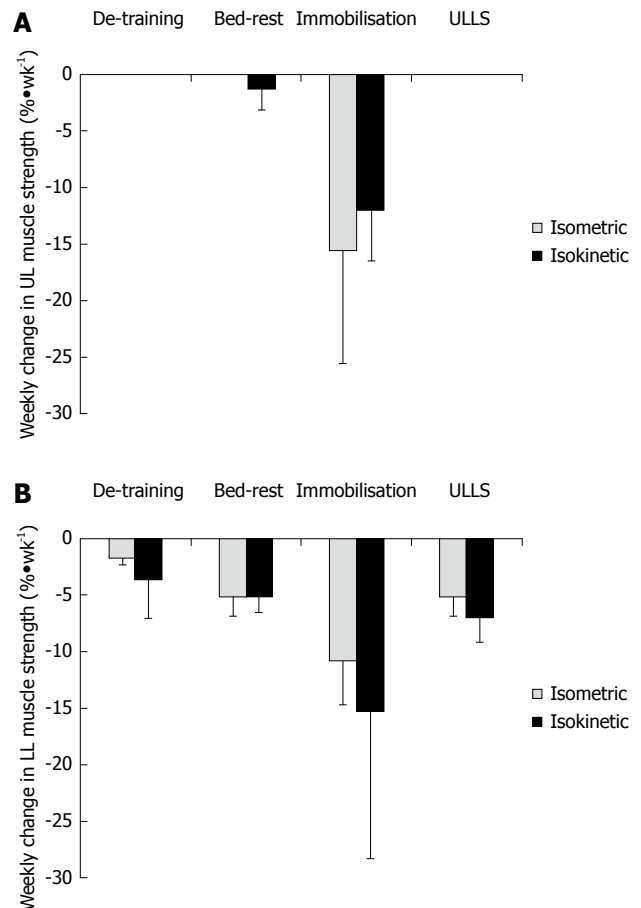 A
De-training Bed-rest Immobilisation ULLS
Weekly change in UL muscle strength (%•wk⁻¹)
0
-5
-10
-15
-20
-25
-30
Isometric
Isokinetic
B
De-training Bed-rest Immobilisation ULLS
Weekly change in LL muscle strength (%•wk⁻¹)
0
-5
-10
-15
-20
-25
-30
Isometric
Isokinetic